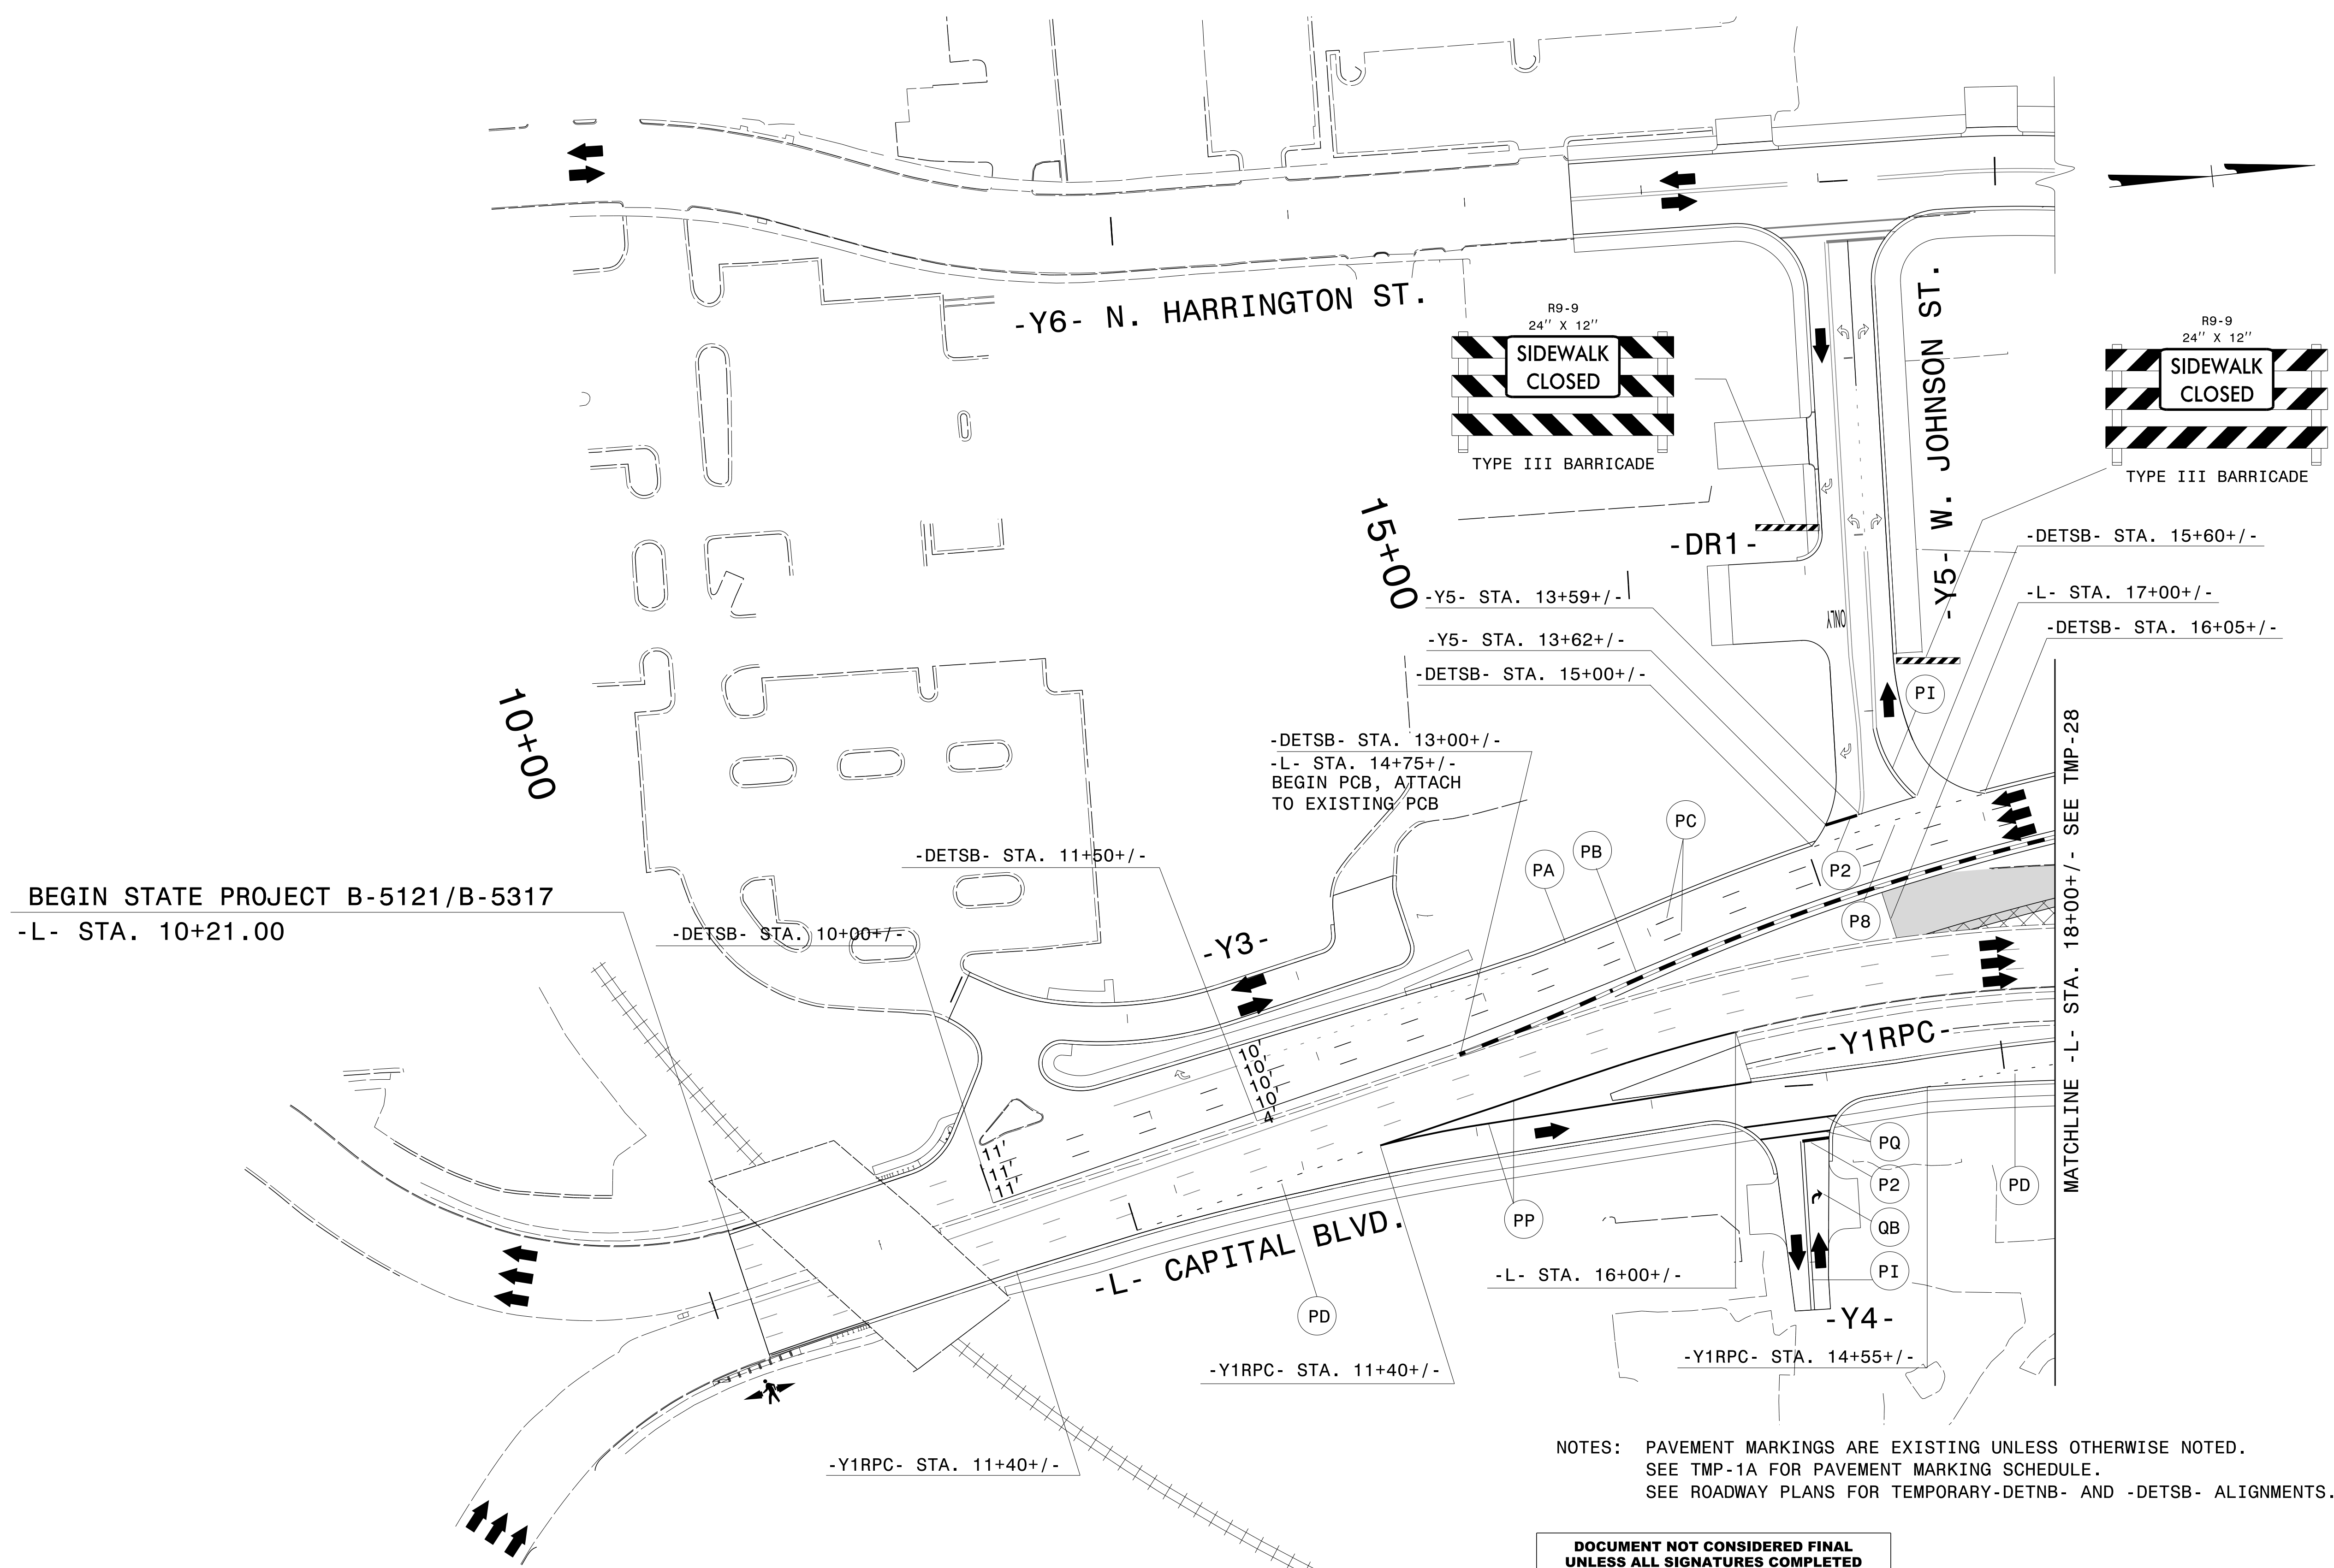 -Y6- N. HARRINGTON ST.
R9-9
24'' X 12''
SIDEWALK
CLOSED
TYPE III BARRICADE
-Y5- W. JOHNSON ST.
R9-9
24'' X 12''
SIDEWALK
CLOSED
TYPE III BARRICADE
15+00
-DR1-
-DETSB- STA. 15+60+/-
-Y5- STA. 13+59+/-
-L- STA. 17+00+/-
ONLY
-Y5- STA. 13+62+/-
-DETSB- STA. 16+05+/-
-DETSB- STA. 15+00+/-
PI
10+00
-DETSB- STA. 13+00+/-
-L- STA. 14+75+/-
BEGIN PCB, ATTACH
TO EXISTING PCB
MATCHLINE -L- STA. 18+00+/- SEE TMP-28
PC
PB
PA
P2
-DETSB- STA. 11+50+/-
BEGIN STATE PROJECT B-5121/B-5317
-L- STA. 10+21.00
P8
-DETSB- STA. 10+00+/-
-Y3-
-Y1RPC-
10'
10'
10'
10'
4'
11'
11'
11'
PQ
P2
PD
PP
QB
-L- CAPITAL BLVD.
-L- STA. 16+00+/-
PI
PD
-Y4-
-Y1RPC- STA. 14+55+/-
-Y1RPC- STA. 11+40+/-
-Y1RPC- STA. 11+40+/-
NOTES: PAVEMENT MARKINGS ARE EXISTING UNLESS OTHERWISE NOTED.
SEE TMP-1A FOR PAVEMENT MARKING SCHEDULE.
SEE ROADWAY PLANS FOR TEMPORARY-DETNB- AND -DETSB- ALIGNMENTS.
DOCUMENT NOT CONSIDERED FINAL
UNLESS ALL SIGNATURES COMPLETED